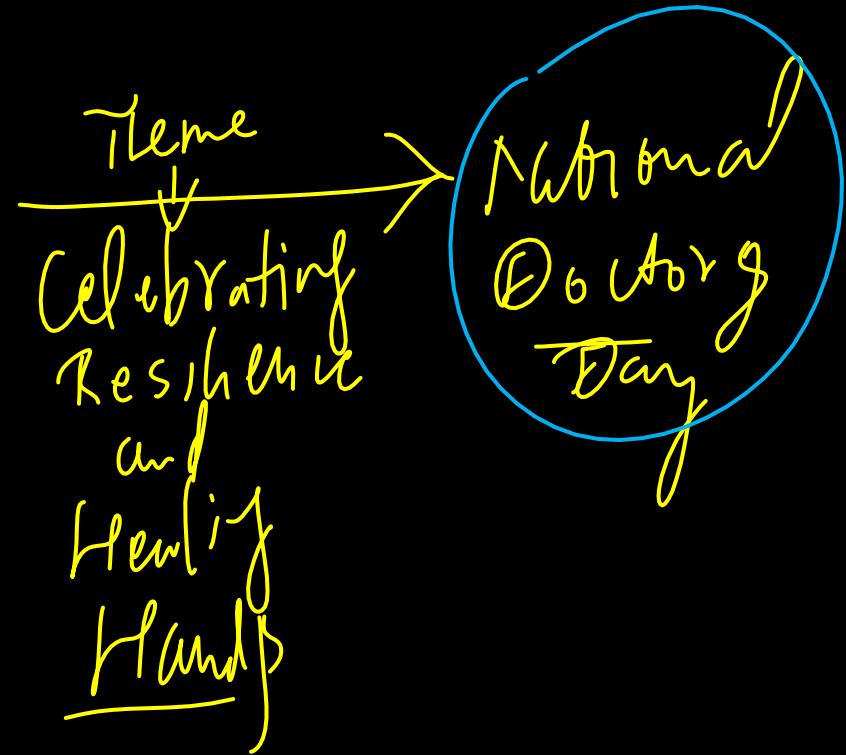 Theme
Celebrating
Resilience
and
Healing
Hands
National
Doctors
Day